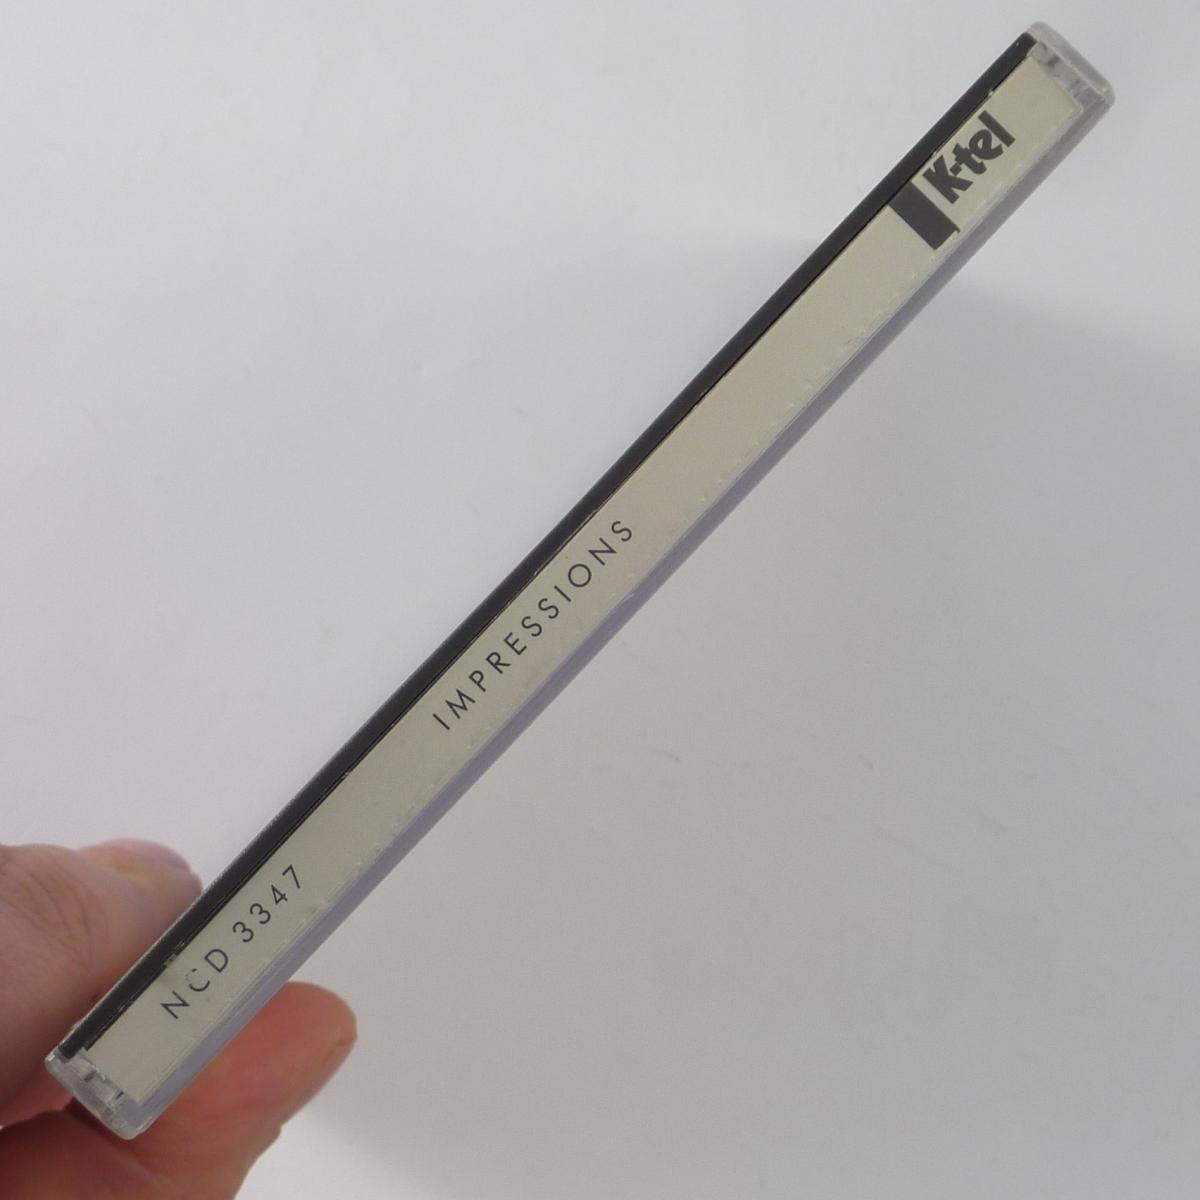 NCD 3347
IMPRESSIONS
K-tel